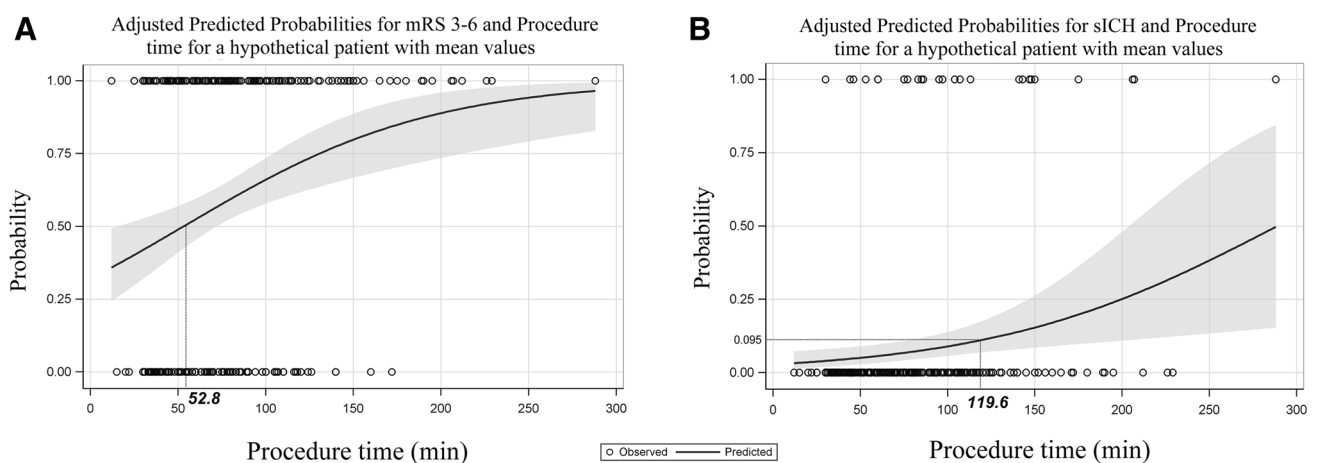 A
Adjusted Predicted Probabilities for mRS 3-6 and Procedure
time for a hypothetical patient with mean values
Probability
1.00
0.75
0.50
0.25
0.00
0 50 100 150 200 250 300
52.8
Procedure time (min)
B
Adjusted Predicted Probabilities for sICH and Procedure
time for a hypothetical patient with mean values
Probability
1.00
0.75
0.50
0.25
0.095
0.00
0 50 100 150 200 250 300
119.6
Procedure time (min)
Observed Predicted